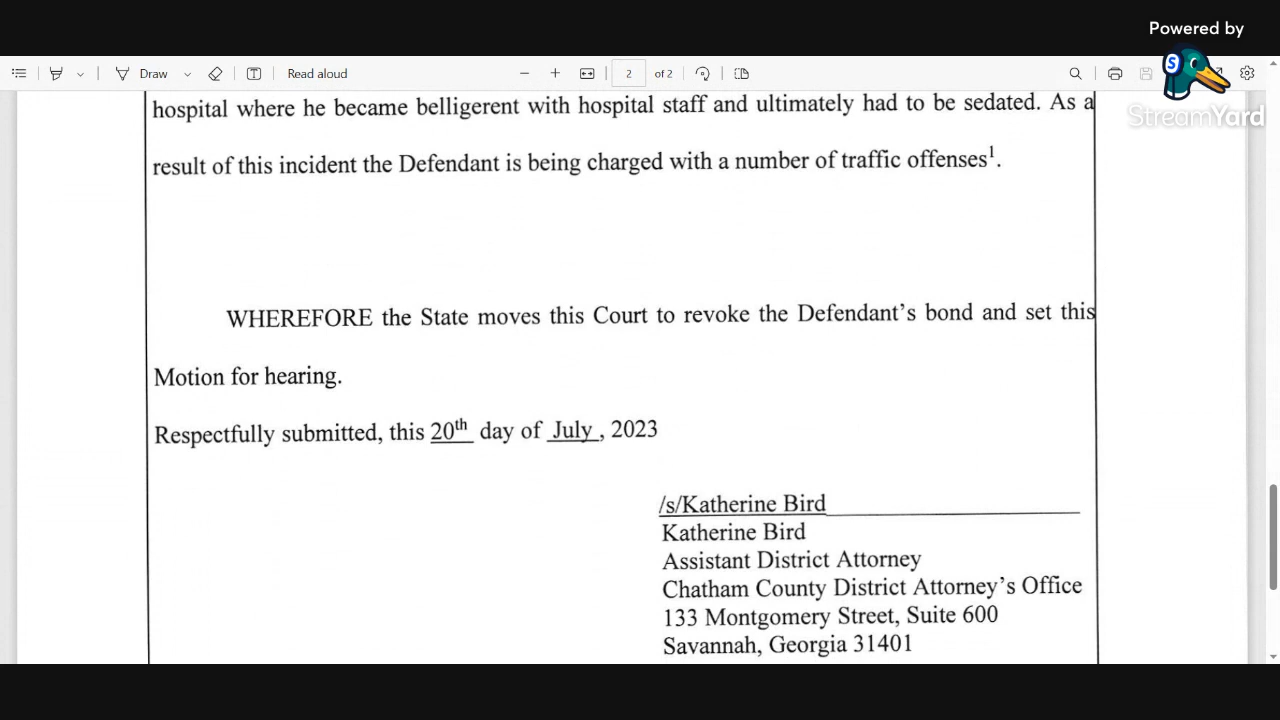 Powered by
Draw
Read aloud
2
of 2
S
StreamYard
hospital where he became belligerent with hospital staff and ultimately had to be sedated. As a
result of this incident the Defendant is being charged with a number of traffic offenses1.
WHEREFORE the State moves this Court to revoke the Defendant's bond and set this
Motion for hearing.
Respectfully submitted, this 20th day of July, 2023
/s/Katherine Bird
Katherine Bird
Assistant District Attorney
Chatham County District Attorney's Office
133 Montgomery Street, Suite 600
Savannah, Georgia 31401